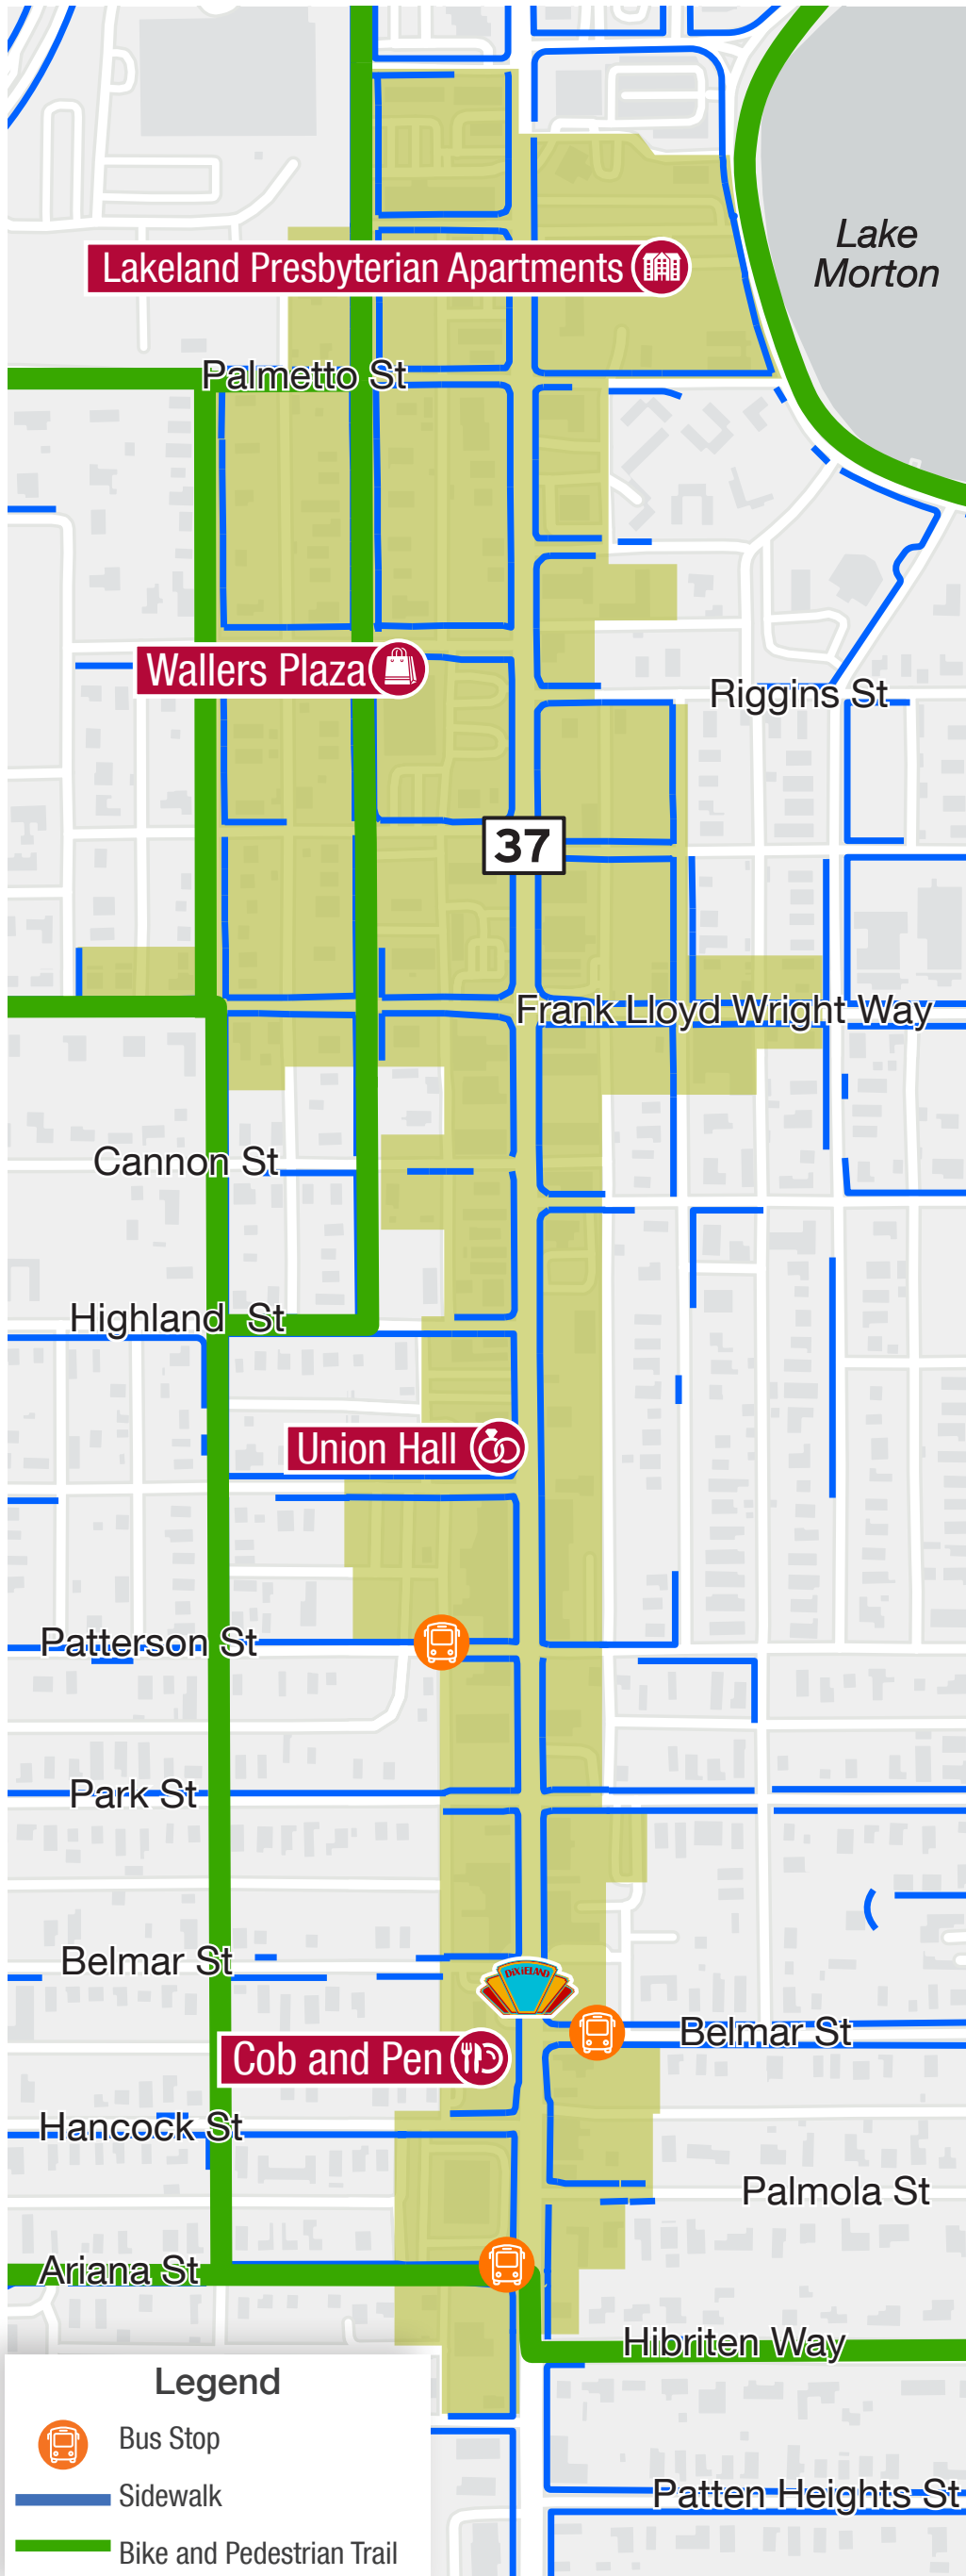 Lake
Morton
Lakeland Presbyterian Apartments
Palmetto St
Wallers Plaza
Riggins St
37
Frank Lloyd Wright Way
Cannon St
Highland St
Union Hall
Patterson St
Park St
Belmar St
DIXIELAND
Belmar St
Cob and Pen
Hancock St
Palmola St
Ariana St
Hibriten Way
Legend
Bus Stop
Sidewalk
Patten Heights St
Bike and Pedestrian Trail